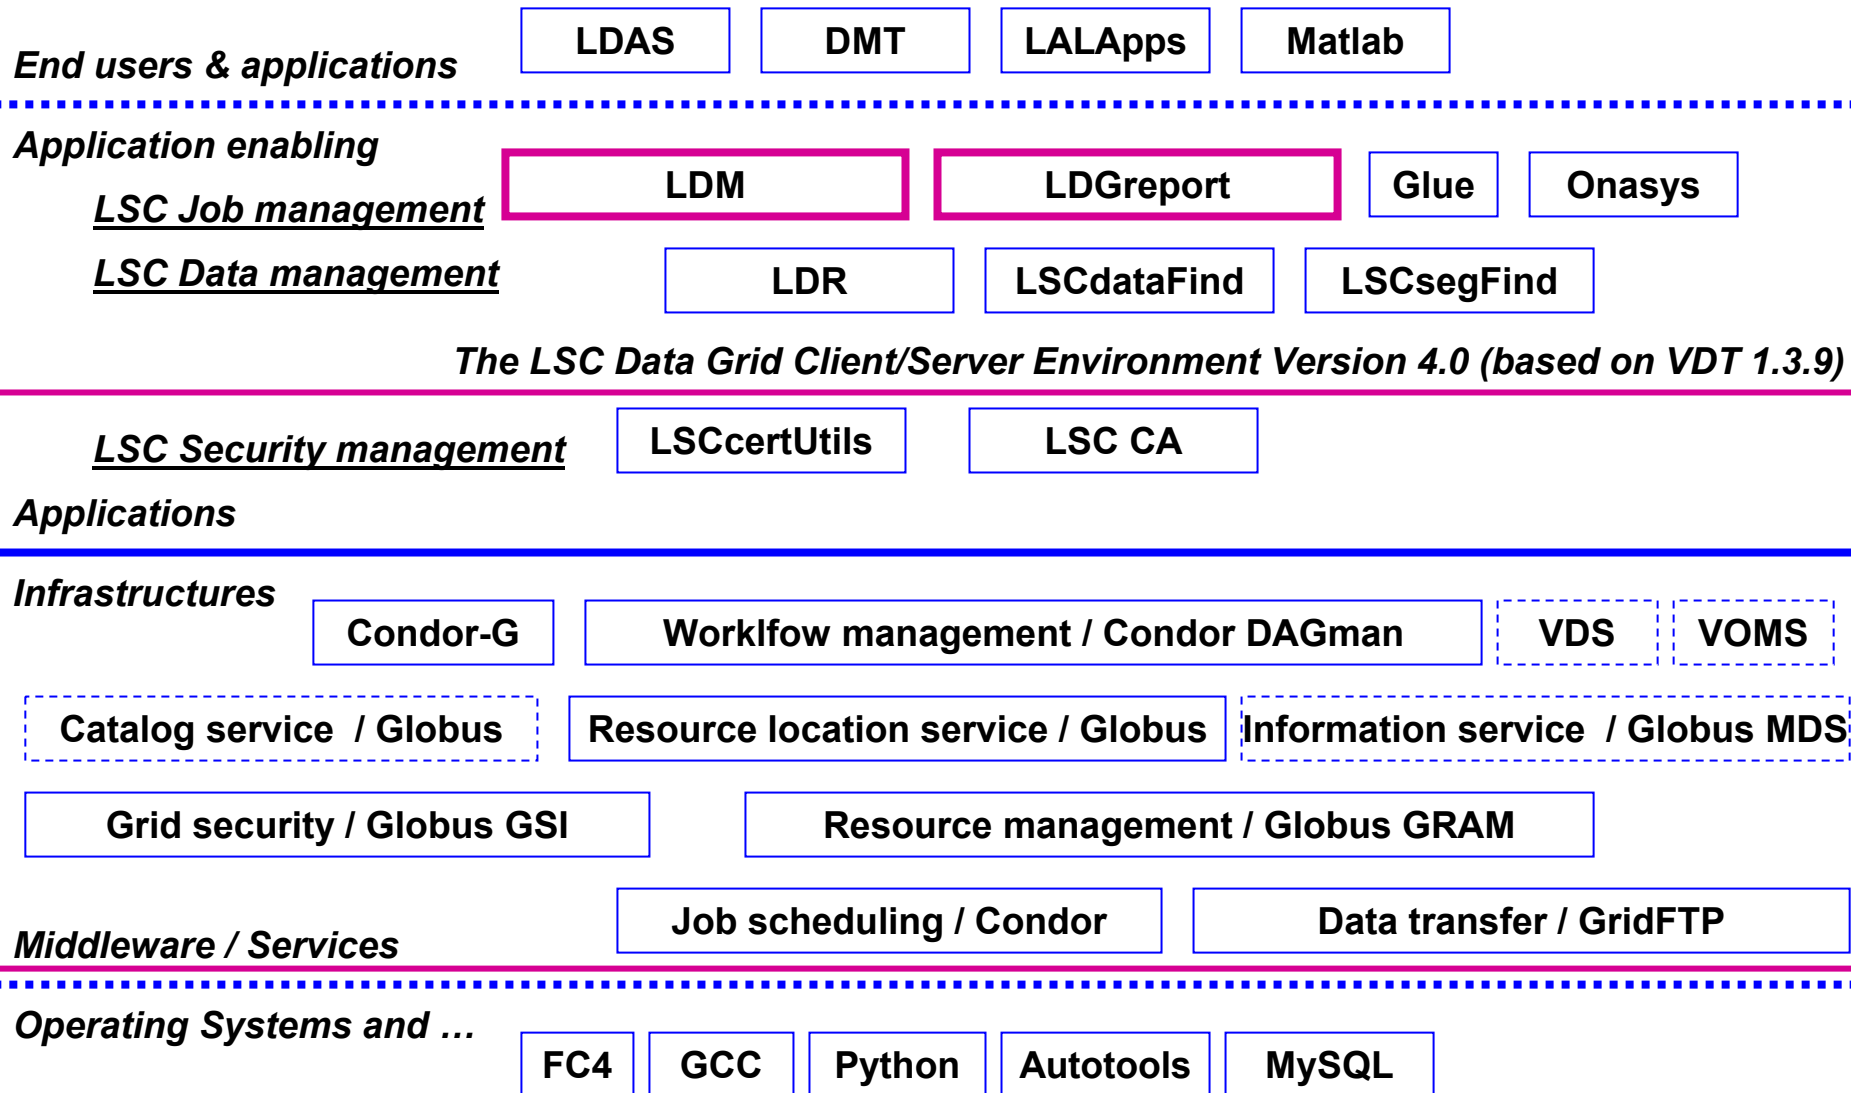 LDAS DMT LALApps Matlab
End users & applications
Application enabling
LDM LDGreport Glue Onasys
LSC Job management
LSC Data management LDR LSCdataFind LSCsegFind
The LSC Data Grid Client/Server Environment Version 4.0 (based on VDT 1.3.9)
LSC Security management LSCcertUtils LSC CA
Applications
Infrastructures
Condor-G Worklfow management / Condor DAGman VDS VOMS
Catalog service / Globus Resource location service / Globus Information service / Globus MDS
Grid security / Globus GSI Resource management / Globus GRAM
Job scheduling / Condor Data transfer / GridFTP
Middleware / Services
Operating Systems and …
FC4 GCC Python Autotools MySQL